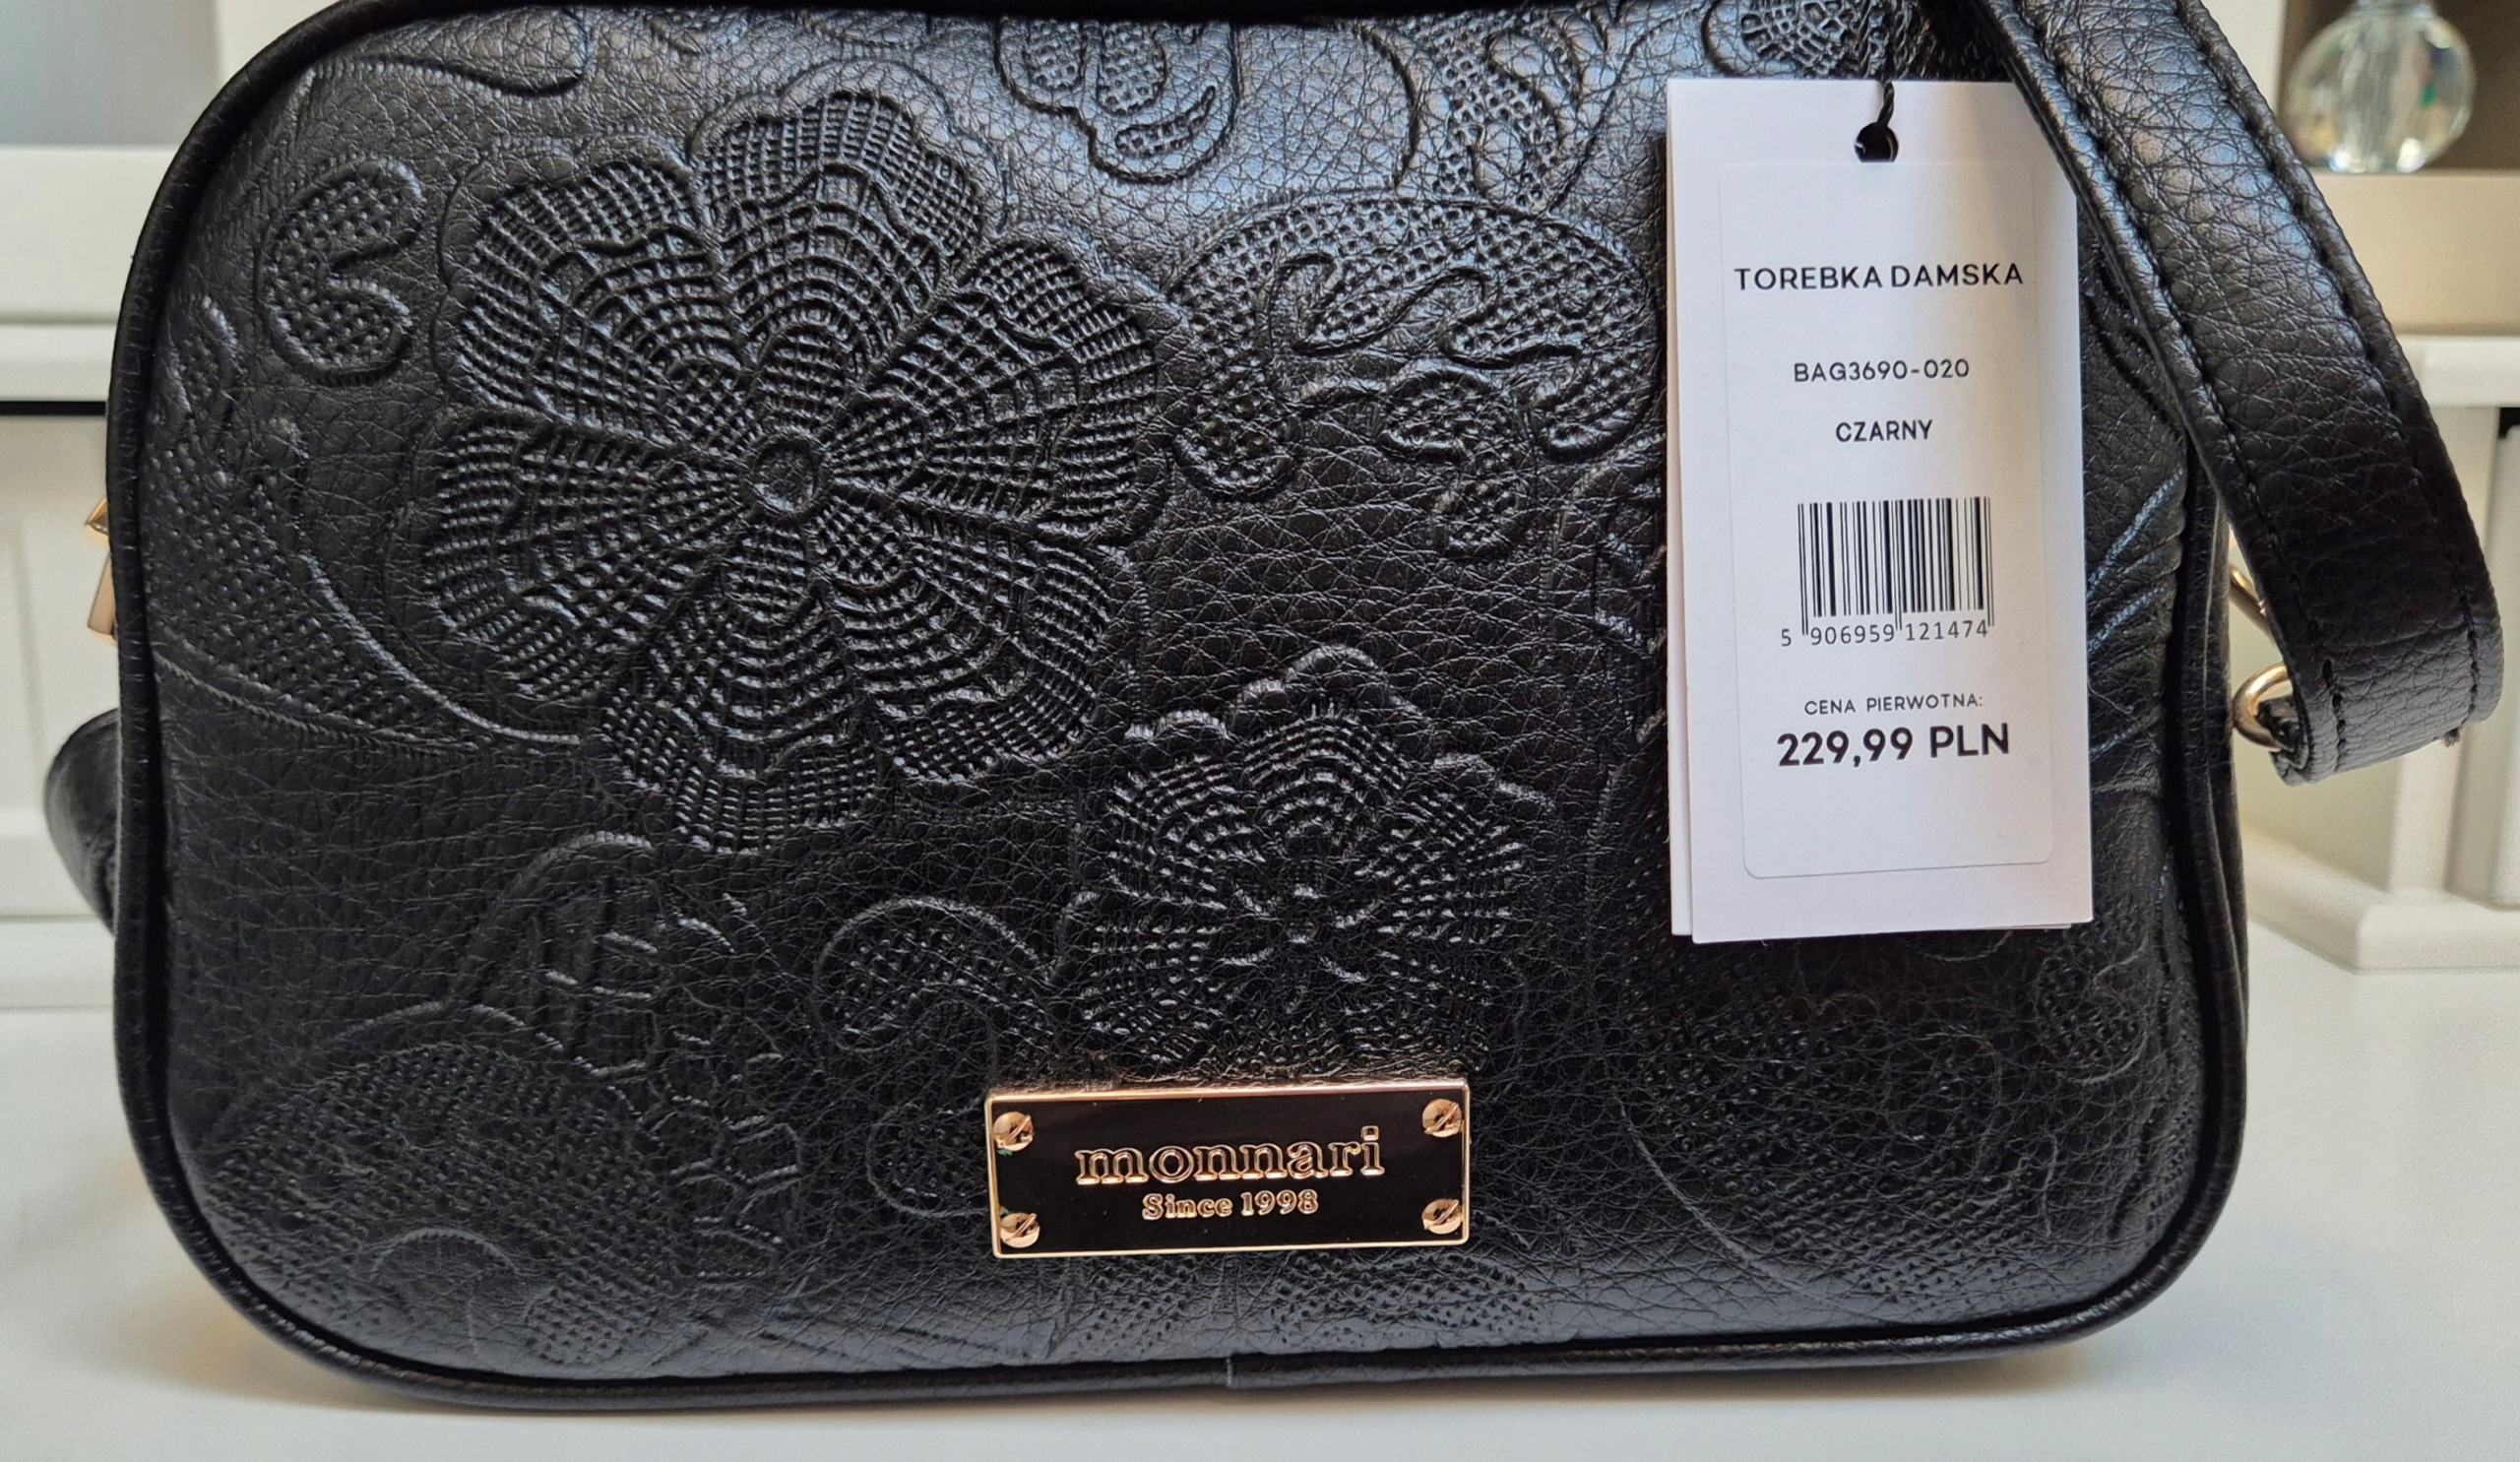 TOREBKA DAMSKA
BAG3690-020
CZARNY
5 906959 121474
CENA PIERWOTNA:
229,99 PLN
monnari
Since 1998